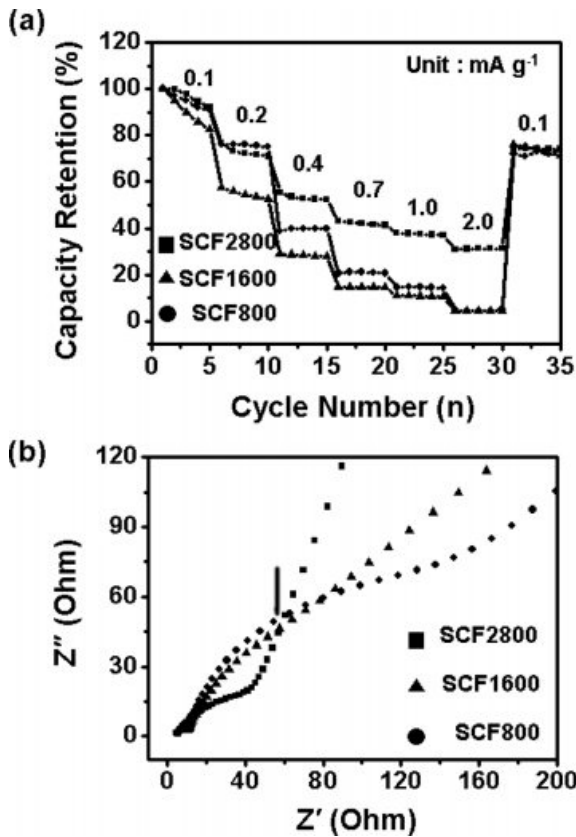 (a)
Capacity Retention (%)
120
100
80
60
40
20
0
Unit : mA g⁻¹
0.1
0.2
0.4
0.7
1.0
2.0
0.1
SCF2800
SCF1600
SCF800
0 5 10 15 20 25 30 35
Cycle Number (n)
(b)
Z″ (Ohm)
120
90
60
30
0
SCF2800
SCF1600
SCF800
0 40 80 120 160 200
Z′ (Ohm)